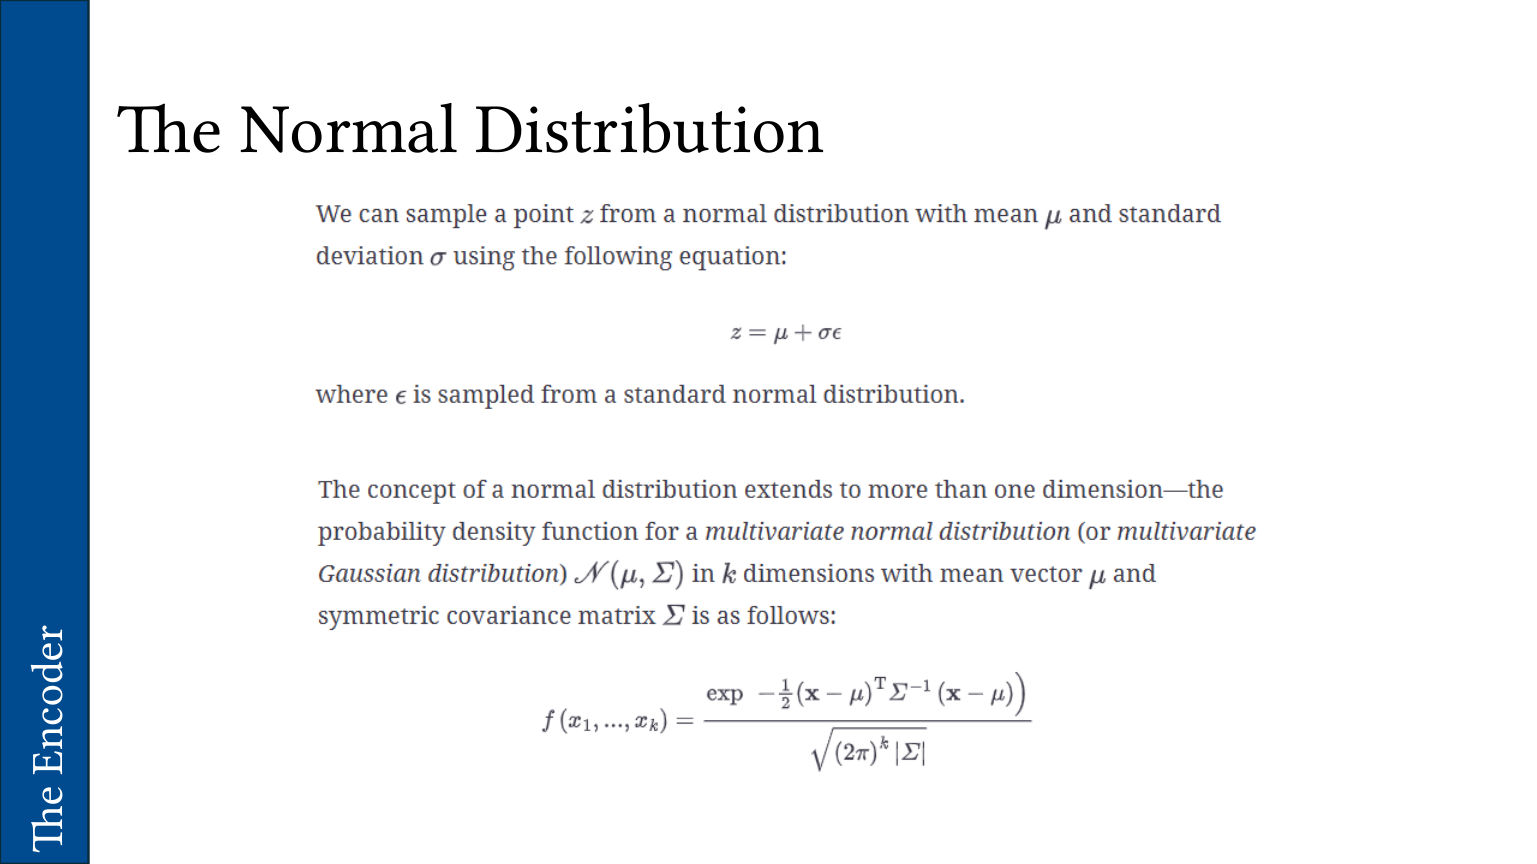 The Normal Distribution
We can sample a point z from a normal distribution with mean μ and standard
deviation σ using the following equation:
z = μ + σϵ
where ϵ is sampled from a standard normal distribution.
The concept of a normal distribution extends to more than one dimension—the
probability density function for a multivariate normal distribution (or multivariate
Gaussian distribution) 𝒩(μ, Σ) in k dimensions with mean vector μ and
symmetric covariance matrix Σ is as follows:
f(x₁, ..., xₖ) = exp −½(x − μ)ᵀ Σ⁻¹ (x − μ)) / √((2π)ᵏ |Σ|)
The Encoder